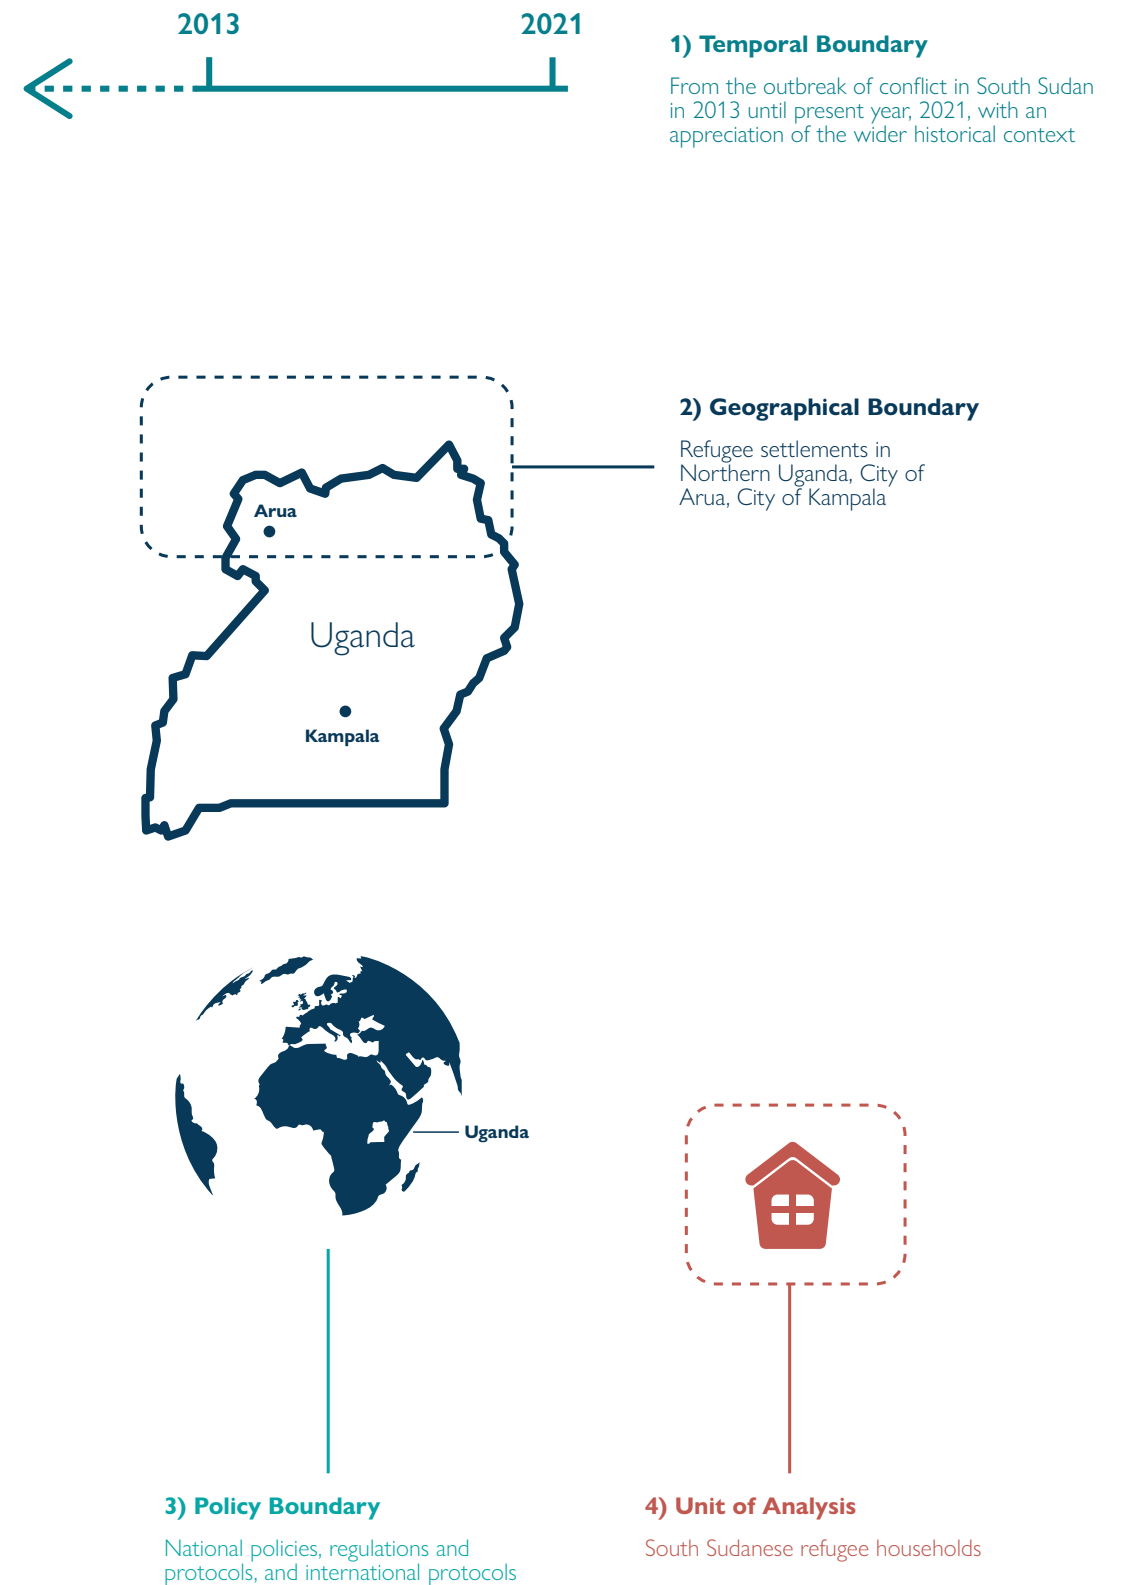 2013
2021
1) Temporal Boundary
From the outbreak of conflict in South Sudan
in 2013 until present year, 2021, with an
appreciation of the wider historical context
2) Geographical Boundary
Refugee settlements in
Northern Uganda, City of
Arua, City of Kampala
Arua
Uganda
Kampala
Uganda
3) Policy Boundary
National policies, regulations and
protocols, and international protocols
4) Unit of Analysis
South Sudanese refugee households